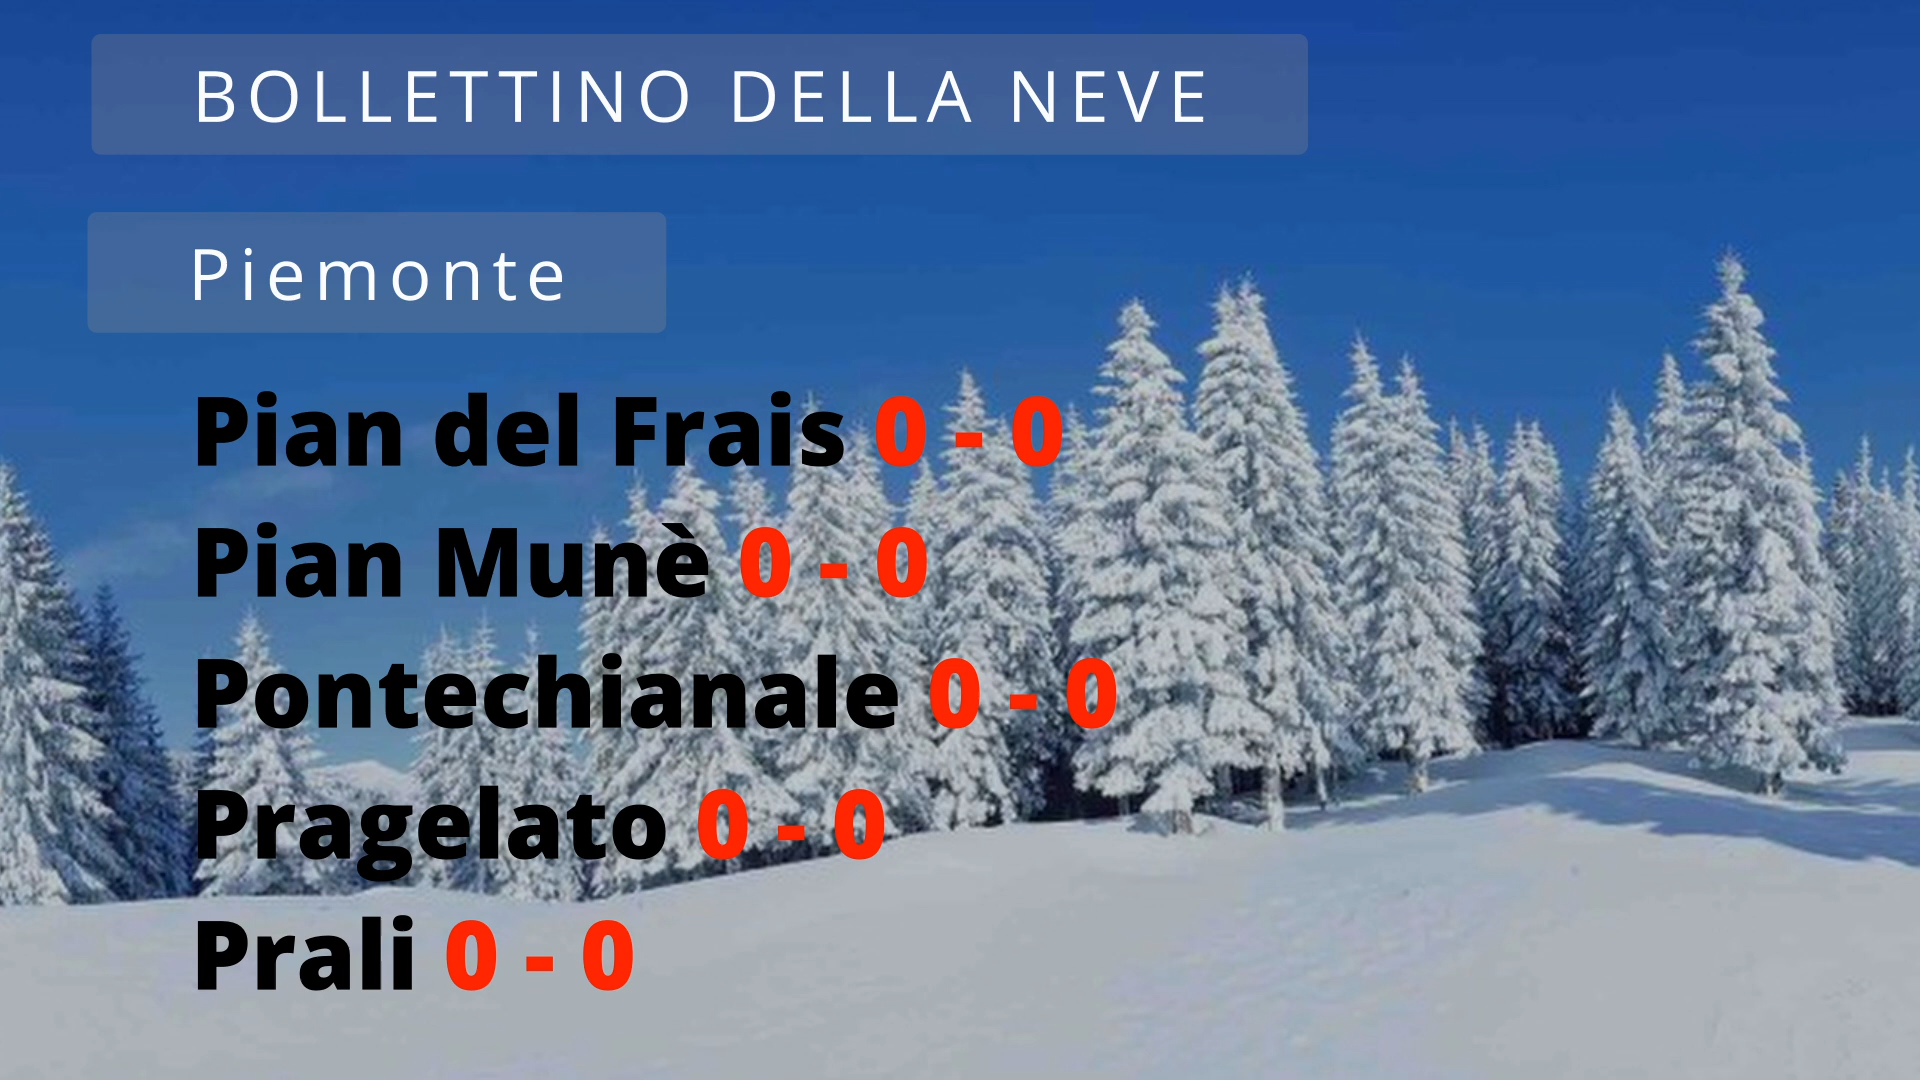 BOLLETTINO DELLA NEVE
Piemonte
Pian del Frais 0 - 0
Pian Munè 0 - 0
Pontechianale 0 - 0
Pragelato 0 - 0
Prali 0 - 0